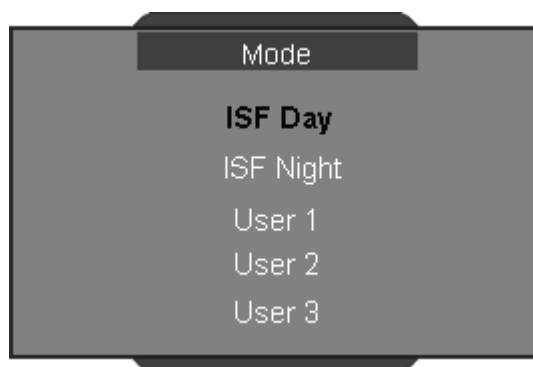 Mode
ISF Day
ISF Night
User 1
User 2
User 3